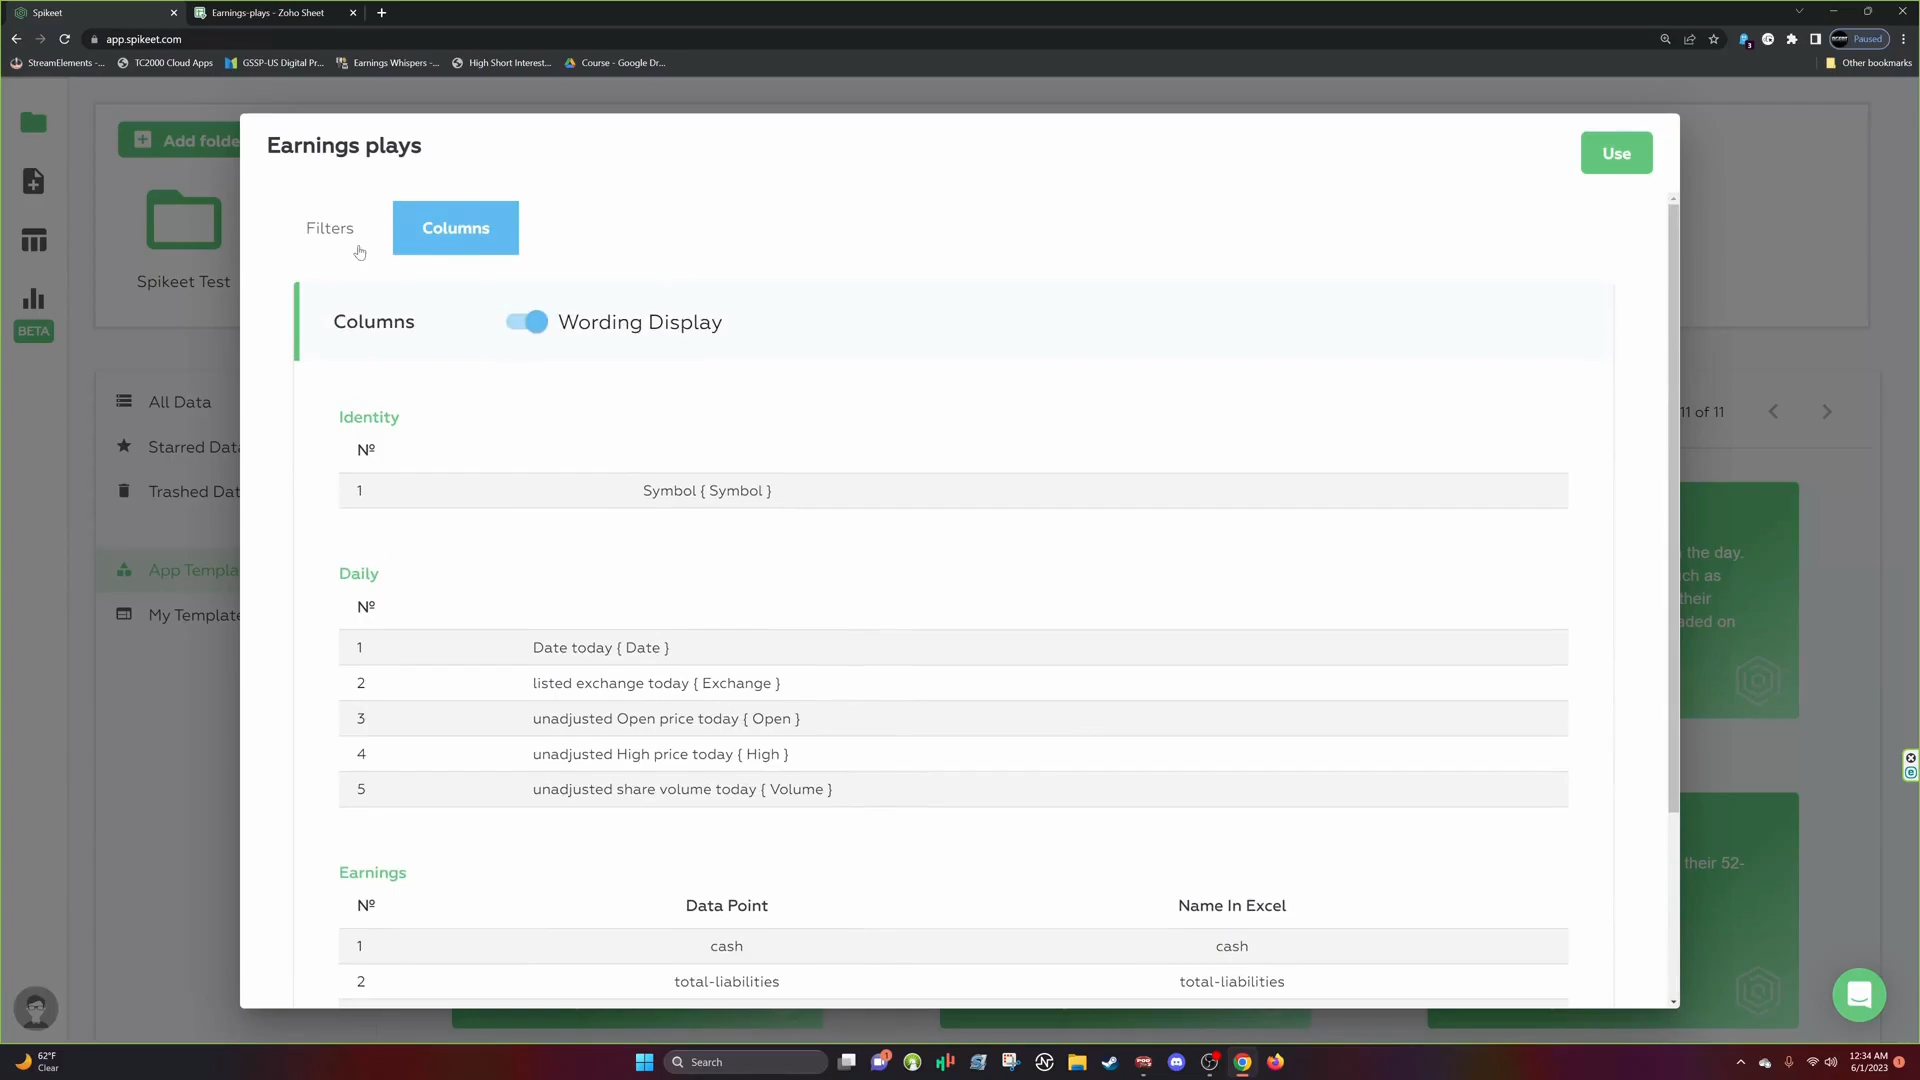 Spikeet
Earnings-plays - Zoho Sheet
app.spikeet.com
Paused
StreamElements -...
TC2000 Cloud Apps
GSSP-US Digital Pr...
Earnings Whispers -...
High Short Interest...
Course - Google Dr...
Other bookmarks
Add folde
Spikeet Test
BETA
All Data
Starred Dat
Trashed Dat
App Templa
My Template
Earnings plays
Use
Filters
Columns
Columns
Wording Display
Identity
Nº
1 Symbol { Symbol }
Daily
Nº
1 Date today { Date }
2 listed exchange today { Exchange }
3 unadjusted Open price today { Open }
4 unadjusted High price today { High }
5 unadjusted share volume today { Volume }
Earnings
Nº Data Point Name In Excel
1 cash cash
2 total-liabilities total-liabilities
11 of 11
the day.
ch as
their
aded on
their 52-
62°F
Clear
Search
12:34 AM
6/1/2023